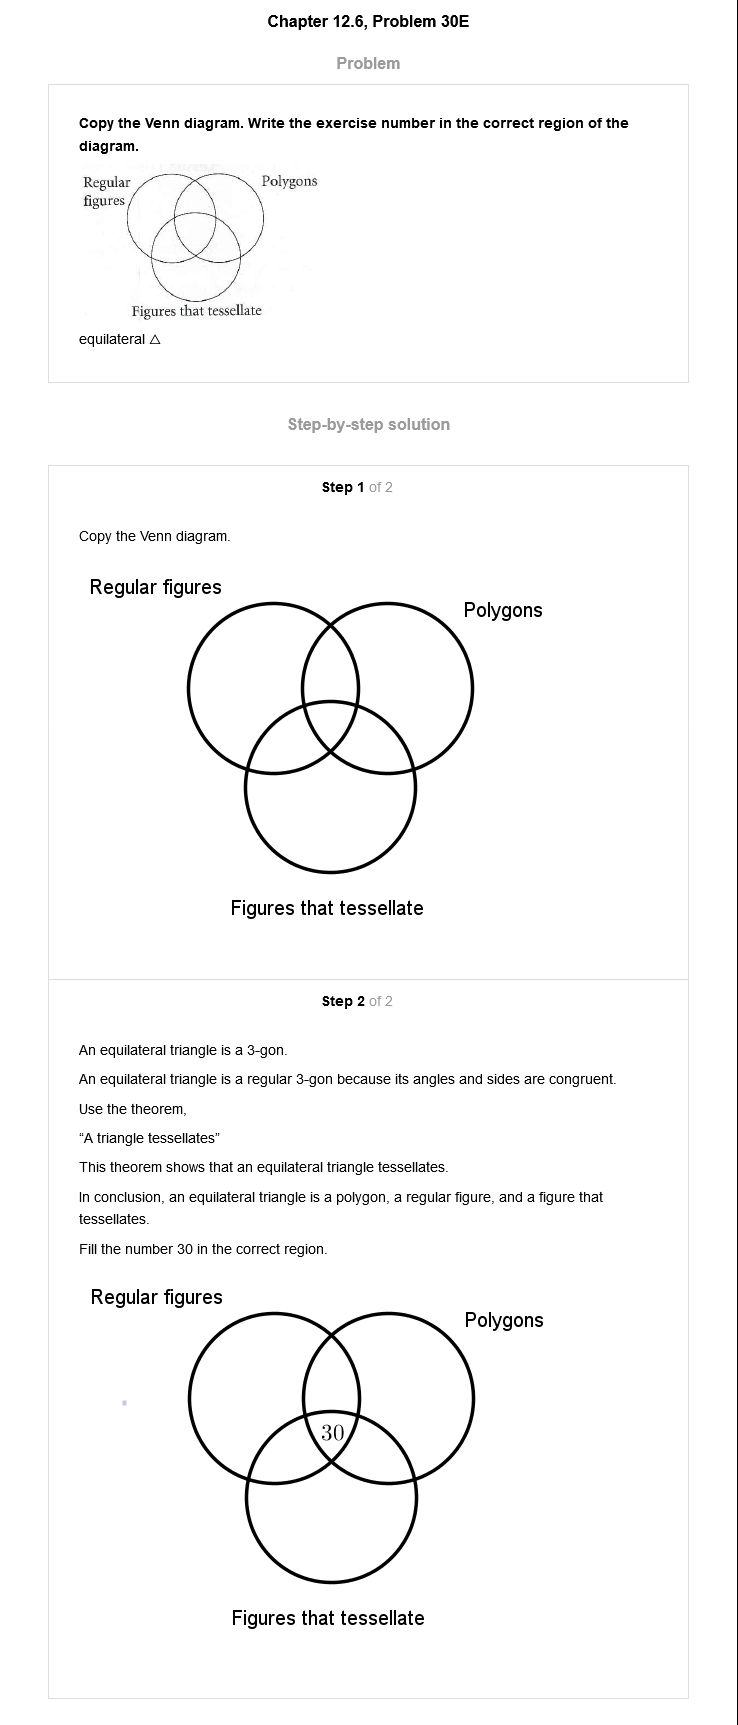 Chapter 12.6, Problem 30E
Problem
Copy the Venn diagram. Write the exercise number in the correct region of the
diagram.
Regular
figures
Polygons
Figures that tessellate
equilateral △
Step-by-step solution
Step 1 of 2
Copy the Venn diagram.
Regular figures
Polygons
Figures that tessellate
Step 2 of 2
An equilateral triangle is a 3-gon.
An equilateral triangle is a regular 3-gon because its angles and sides are congruent.
Use the theorem,
“A triangle tessellates”
This theorem shows that an equilateral triangle tessellates.
In conclusion, an equilateral triangle is a polygon, a regular figure, and a figure that
tessellates.
Fill the number 30 in the correct region.
Regular figures
Polygons
30
Figures that tessellate